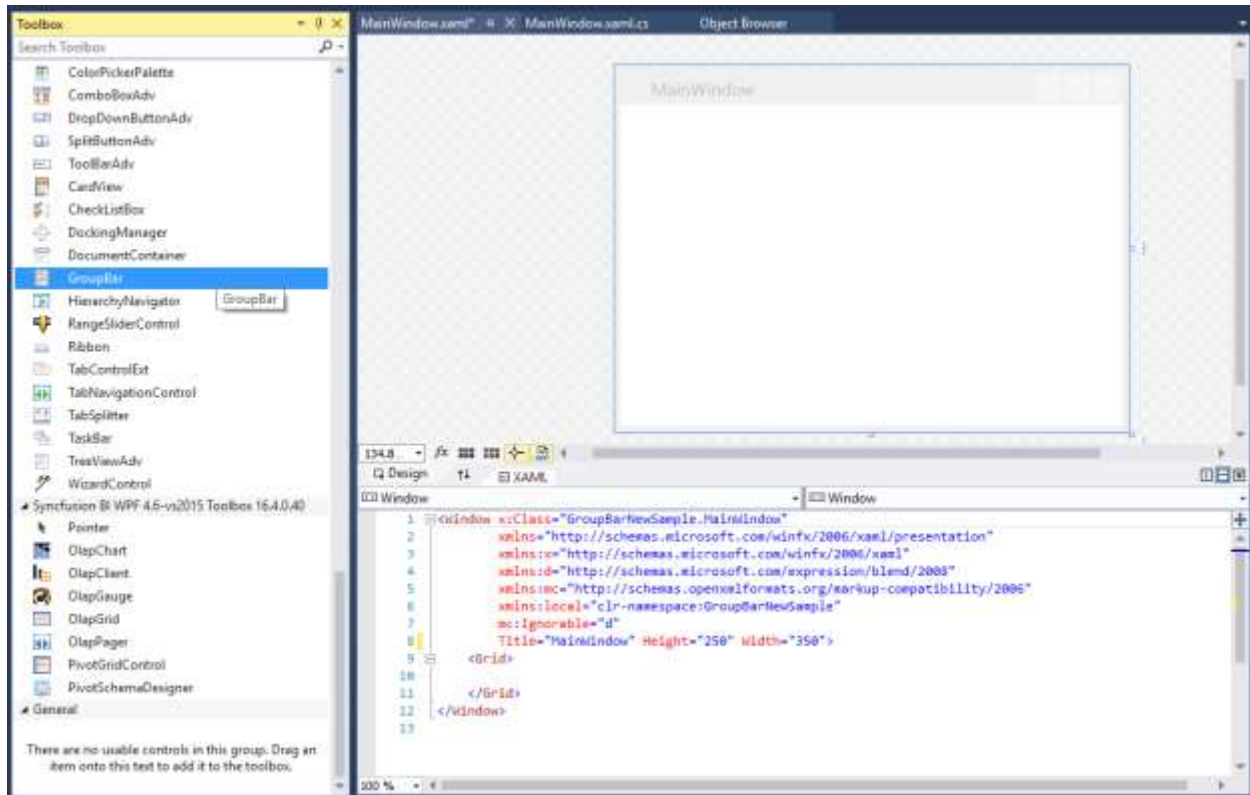 Toolbox
Search Toolbox
ColorPickerPalette
ComboBoxAdv
DropDownButtonAdv
SplitButtonAdv
ToolBarAdv
CardView
CheckListBox
DockingManager
DocumentContainer
GroupBar
HierarchyNavigator
GroupBar
RangeSliderControl
Ribbon
TabControlExt
TabNavigationControl
TabSplitter
TaskBar
TreeViewAdv
WizardControl
Syncfusion BI WPF 4.6-vs2015 Toolbox 16.4.0.40
Pointer
OlapChart
OlapClient
OlapGauge
OlapGrid
OlapPager
PivotGridControl
PivotSchemaDesigner
General
There are no usable controls in this group. Drag an
item onto this text to add it to the toolbox.
MainWindow.xaml* MainWindow.xaml.cs Object Browser
MainWindow
134.8 fx
Design XAML
Window Window
1 <Window x:Class="GroupBarNewSample.MainWindow"
2 xmlns="http://schemas.microsoft.com/winfx/2006/xaml/presentation"
3 xmlns:x="http://schemas.microsoft.com/winfx/2006/xaml"
4 xmlns:d="http://schemas.microsoft.com/expression/blend/2008"
5 xmlns:mc="http://schemas.openxmlformats.org/markup-compatibility/2006"
6 xmlns:local="clr-namespace:GroupBarNewSample"
7 mc:Ignorable="d"
8 Title="MainWindow" Height="250" Width="350">
9 <Grid>
10
11 </Grid>
12 </Window>
13
100 %